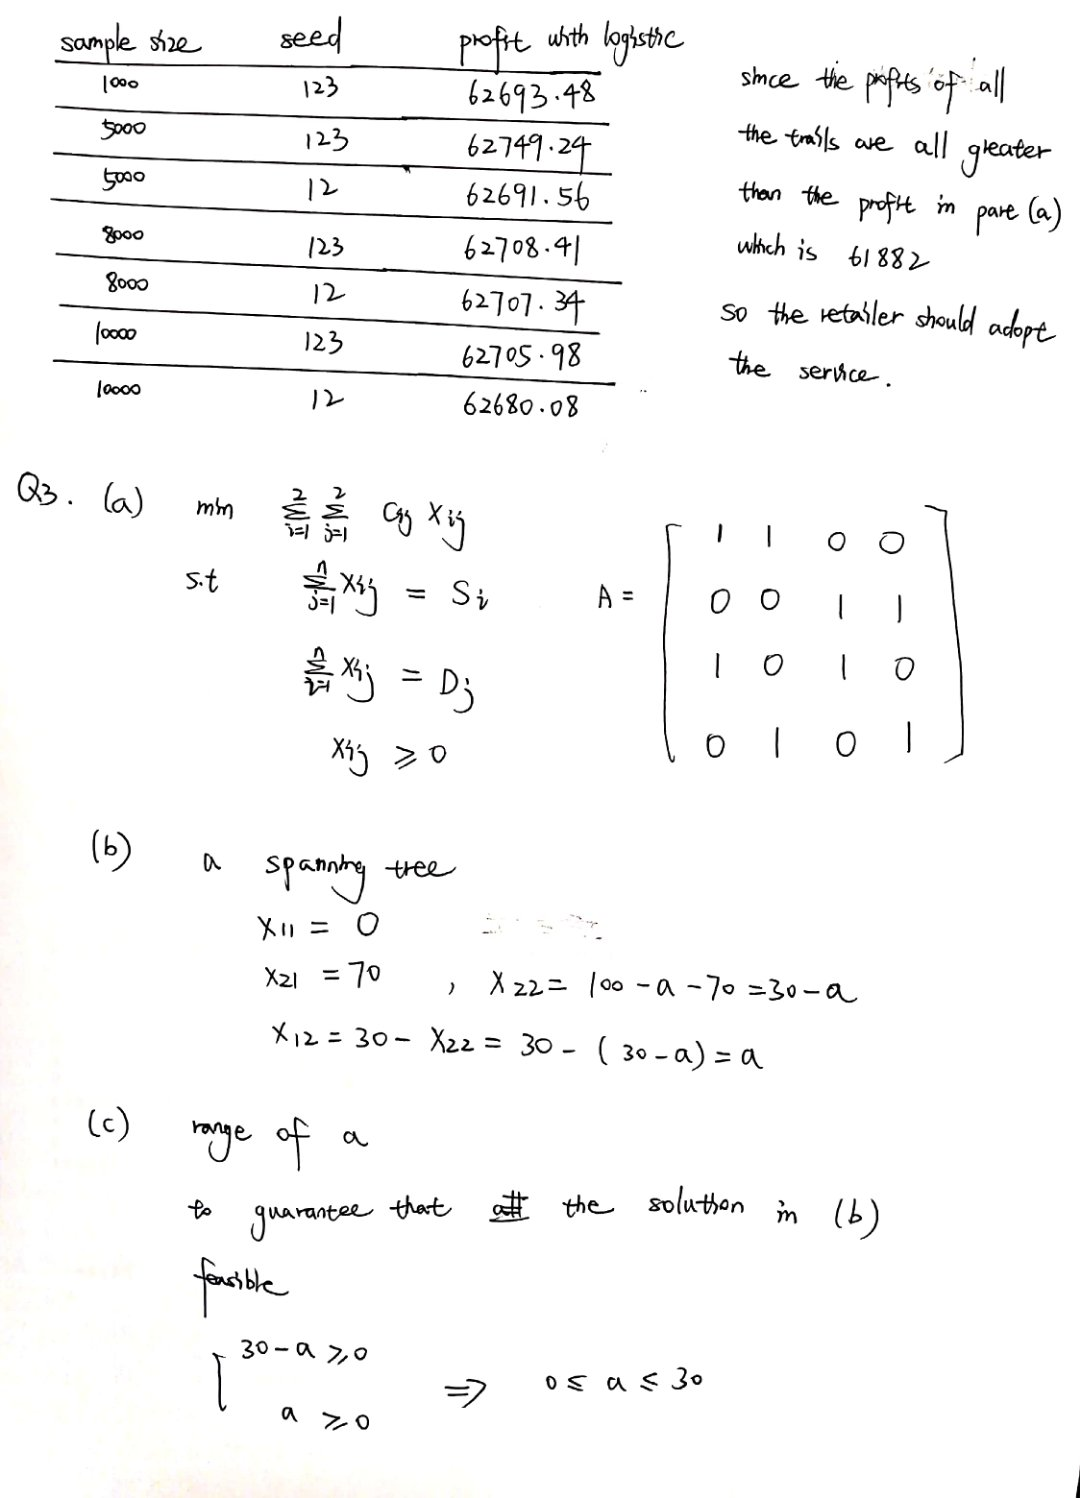 sample size seed profit with logistic
1000 123 62693.48
5000 123 62749.24
5000 12 62691.56
8000 123 62708.41
8000 12 62707.34
10000 123 62705.98
10000 12 62680.08
since the profits of all
the trails are all greater
than the profit in part (a)
which is 61882
so the retailer should adopt
the service.
Q3. (a) min ∑_{i=1}^{2} ∑_{j=1}^{2} Cij Xij
s.t ∑_{j=1}^{n} Xij = Si
∑_{i=1}^{n} Xij = Dj
Xij ⩾ 0
A = [ 1 1 0 0
0 0 1 1
1 0 1 0
0 1 0 1 ]
(b) a spanning tree
X11 = 0
X21 = 70 , X22 = 100 - a - 70 = 30 - a
X12 = 30 - X22 = 30 - ( 30 - a) = a
(c) range of a
to guarantee that the solution in (b)
feasible
{ 30 - a ⩾ 0
a ⩾ 0 ⇒ 0 ≤ a ≤ 30